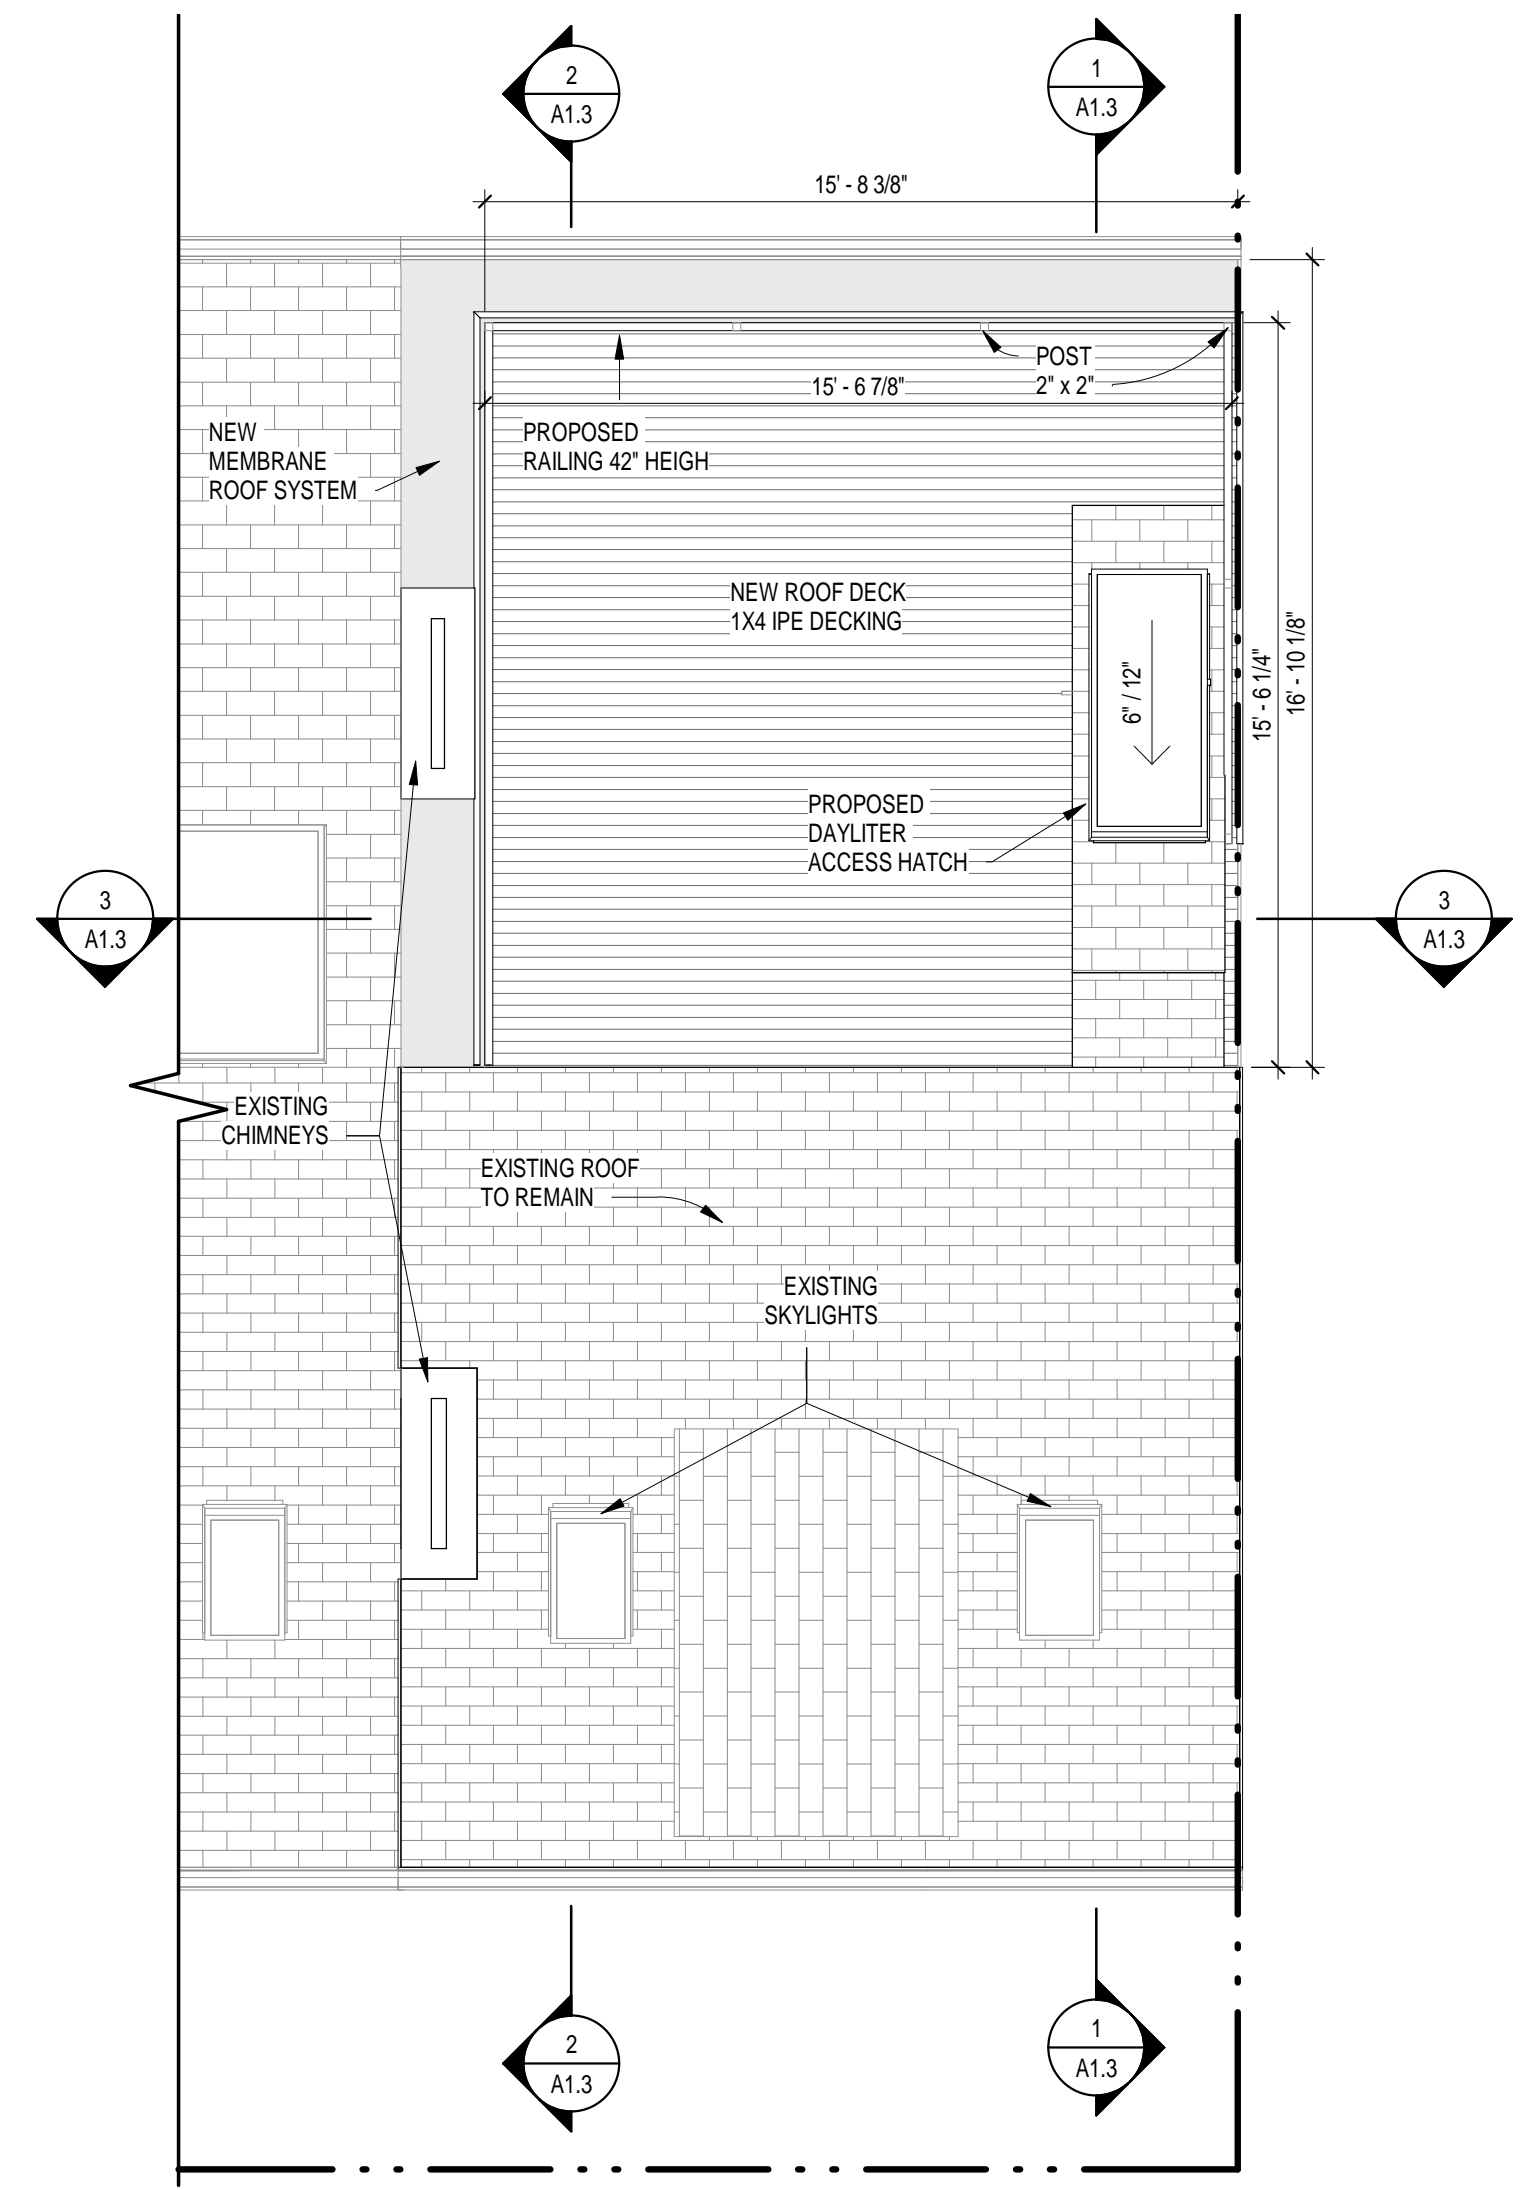 2
A1.3
1
A1.3
15' - 8 3/8"
POST
2" x 2"
15' - 6 7/8"
NEW
MEMBRANE
ROOF SYSTEM
PROPOSED
RAILING 42" HEIGH
NEW ROOF DECK
1X4 IPE DECKING
6" / 12"
15' - 6 1/4"
16' - 10 1/8"
PROPOSED
DAYLITER
ACCESS HATCH
3
A1.3
3
A1.3
EXISTING
CHIMNEYS
EXISTING ROOF
TO REMAIN
EXISTING
SKYLIGHTS
2
A1.3
1
A1.3